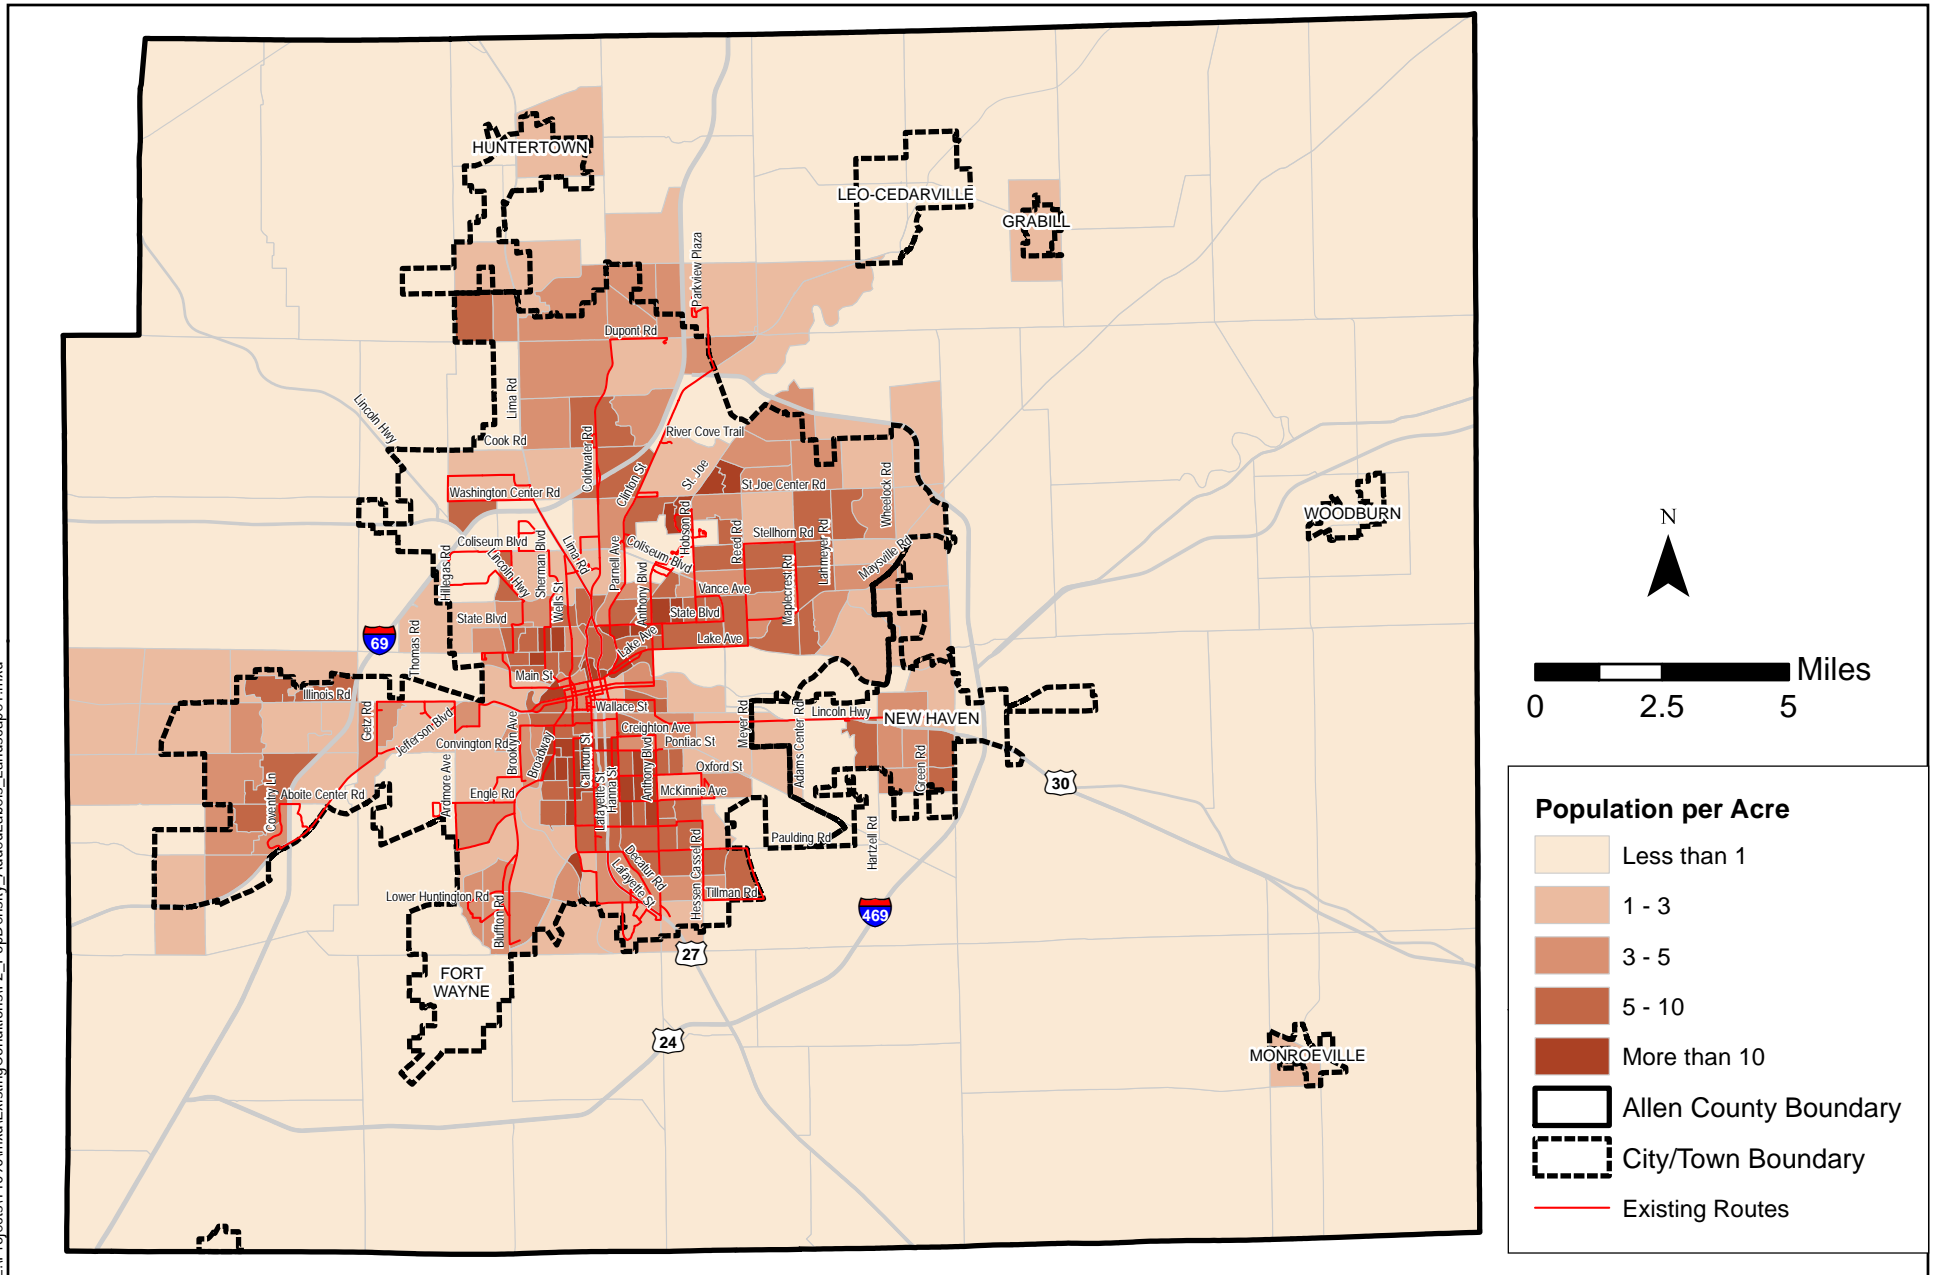 HUNTERTOWN
LEO-CEDARVILLE
GRABILL
Parkview Plaza
Dupont Rd
Lima Rd
Lincoln Hwy
Cook Rd
River Cove Trail
Coldwater Rd
Clinton St
St. Joe
Wheelock Rd
Washington Center Rd
St Joe Center Rd
WOODBURN
N
Hobson Rd
Reed Rd
Stellhorn Rd
Lahmeyer Rd
Coliseum Blvd
Lincoln Hwy
Sherman Blvd
Lima Rd
Parnell Ave
Coliseum Blvd
Maysville Rd
Hillegas Rd
Wells St
Anthony Blvd
Vance Ave
Maplecrest Rd
State Blvd
State Blvd
69
Thomas Rd
Lake Ave
Lake Ave
Main St
Miles
0 2.5 5
Illinois Rd
Getz Rd
Jefferson Blvd
Wallace St
Meyer Rd
Adams Center Rd
Lincoln Hwy
NEW HAVEN
Convington Rd
Brooklyn Ave
Broadway
Creighton Ave
Pontiac St
Calhoun St
Anthony Blvd
Oxford St
Green Rd
30
Coventry Ln
Aboite Center Rd
Ardmore Ave
Engle Rd
Lafayette St
Hanna St
McKinnie Ave
Population per Acre
Less than 1
Paulding Rd
Hartzell Rd
Hessen Cassel Rd
Decatur Rd
Lafayette St
Tillman Rd
Lower Huntington Rd
Bluffton Rd
1 - 3
469
27
3 - 5
FORT
WAYNE
5 - 10
24
MONROEVILLE
More than 10
Allen County Boundary
City/Town Boundary
Existing Routes